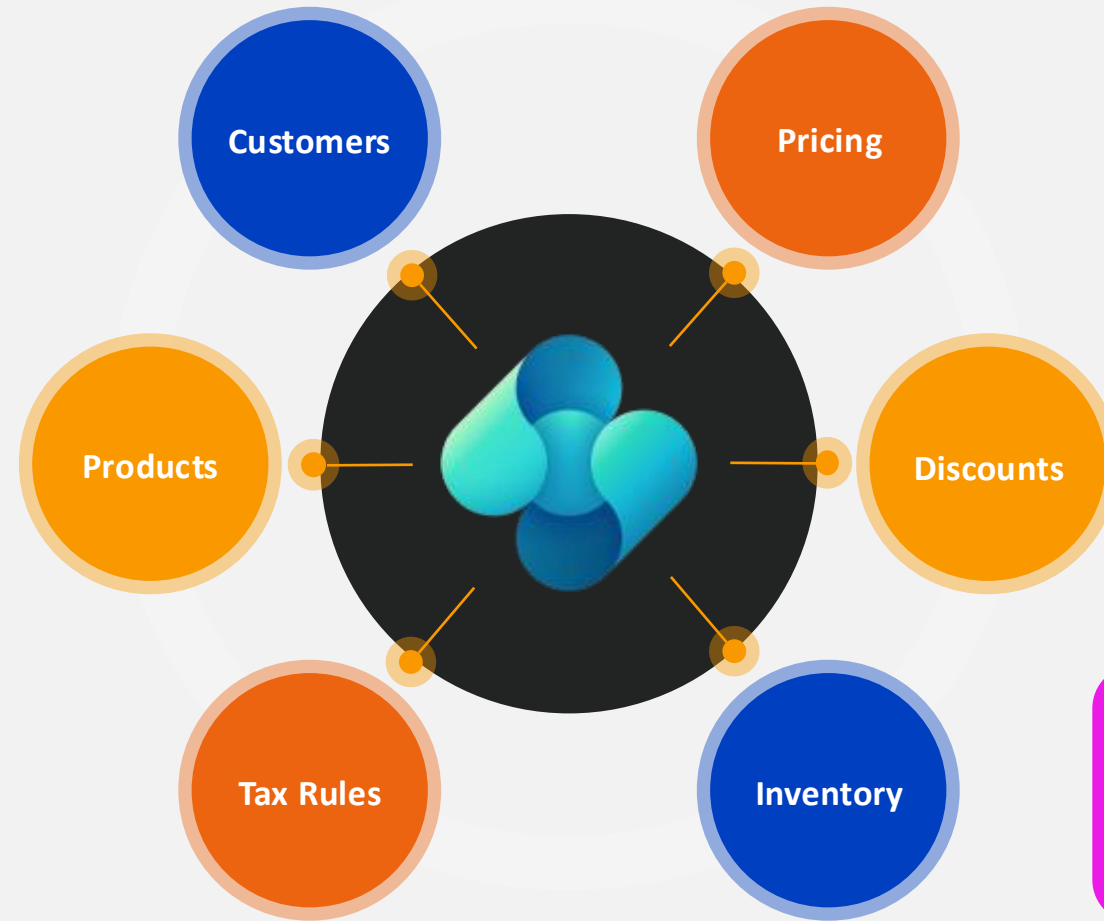 Customers
Pricing
Products
Discounts
Tax Rules
Inventory